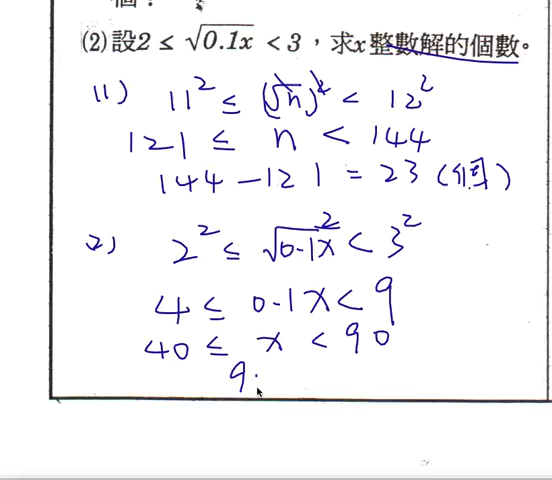 個！
(2)設2 ≤ √0.1x < 3，求x整數解的個數。
(1) 11² ≤ (√n)² < 12²
121 ≤ n < 144
144 − 121 = 23 (個)
2) 2² ≤ √0.1x² < 3²
4 ≤ 0.1x < 9
40 ≤ x < 90
9.